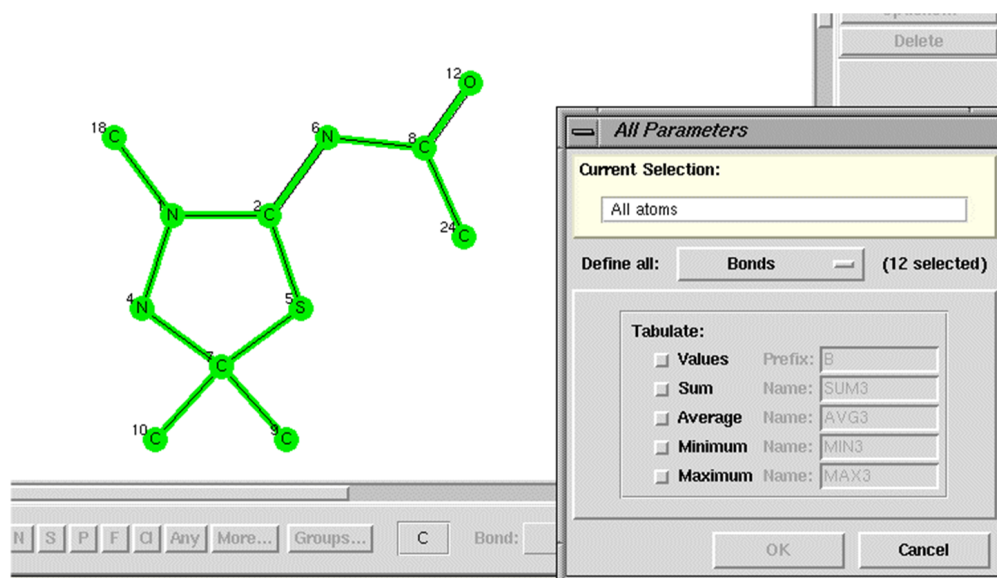 Delete
12 O
18 C
6 N
8 C
1 N
2 C
24 C
4 N
5 S
7 C
10 C
9 C
All Parameters
Current Selection:
All atoms
Define all: Bonds (12 selected)
Tabulate:
Values Prefix: B
Sum Name: SUM3
Average Name: AVG3
Minimum Name: MIN3
Maximum Name: MAX3
N S P F Cl Any More... Groups... C Bond:
OK Cancel